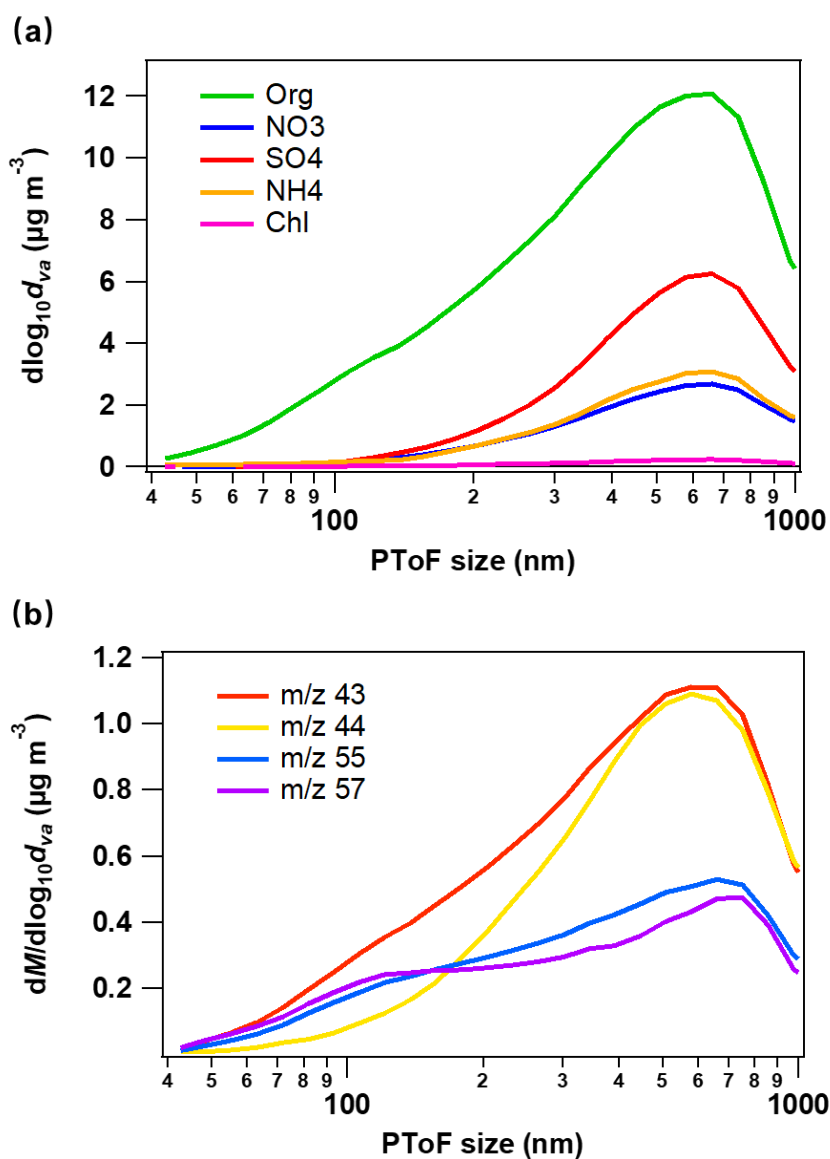 (a)
12
10
8
6
4
2
0
dlog10dva (µg m-3)
Org
NO3
SO4
NH4
Chl
4 5 6 7 8 9 100 2 3 4 5 6 7 8 9 1000
PToF size (nm)
(b)
1.2
1.0
0.8
0.6
0.4
0.2
dM/dlog10dva (µg m-3)
m/z 43
m/z 44
m/z 55
m/z 57
4 5 6 7 8 9 100 2 3 4 5 6 7 8 9 1000
PToF size (nm)